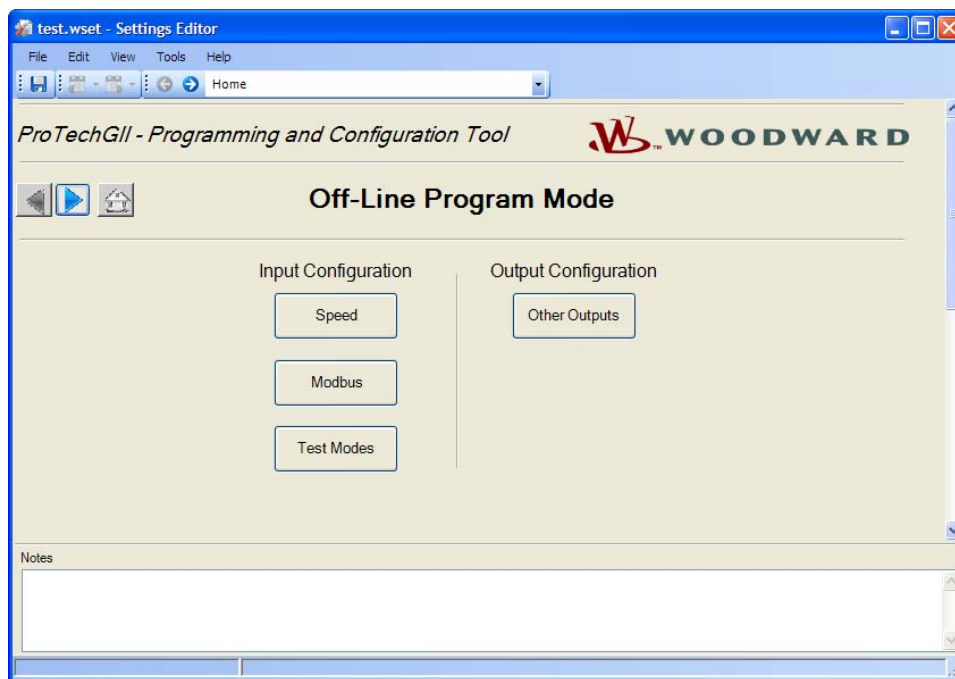 test.wset - Settings Editor
File Edit View Tools Help
Home
ProTechGII - Programming and Configuration Tool
WOODWARD
Off-Line Program Mode
Input Configuration Output Configuration
Speed Other Outputs
Modbus
Test Modes
Notes